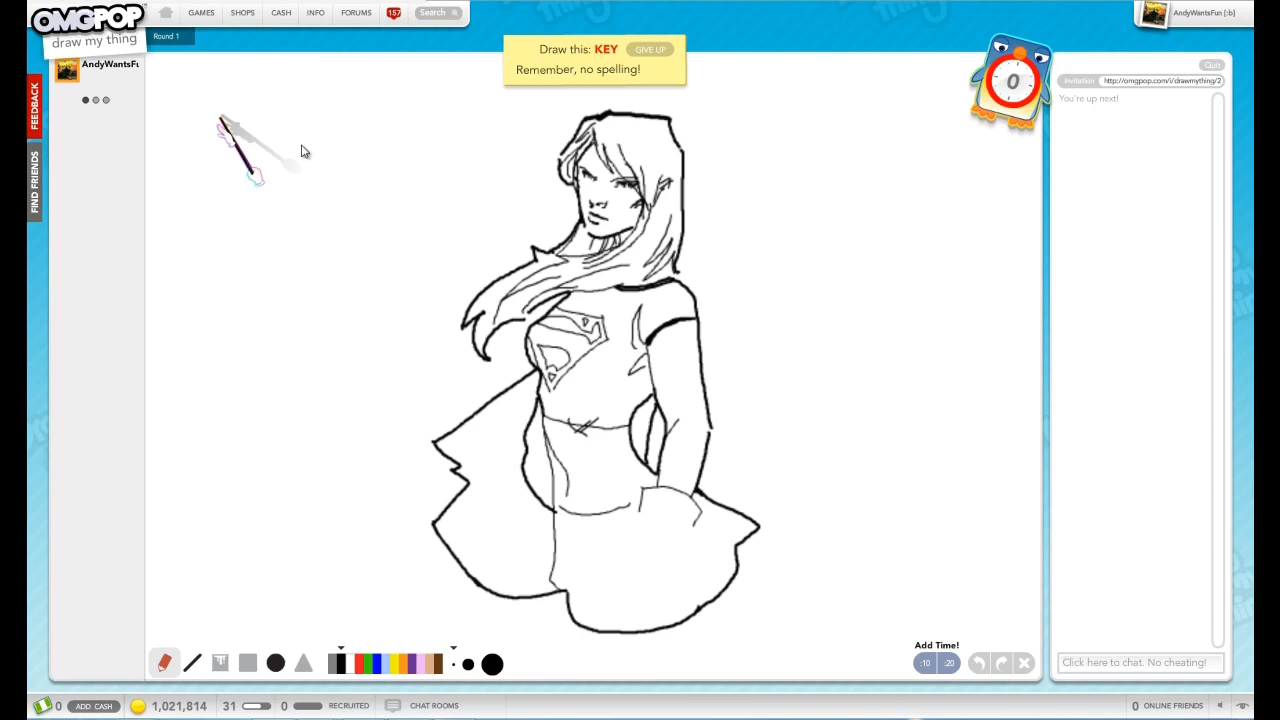 OMGPOP
GAMES
SHOPS
CASH
INFO
FORUMS
157
Search
AndyWantsFun [:b]
draw my thing
Round 1
Draw this: KEY
GIVE UP
Remember, no spelling!
0
AndyWantsFu
FEEDBACK
FIND FRIENDS
Quit
Invitation
http://omgpop.com/i/drawmything/2
You're up next!
Add Time!
:10
:20
Click here to chat. No cheating!
0
ADD CASH
1,021,814
31
0
RECRUITED
CHAT ROOMS
0 ONLINE FRIENDS